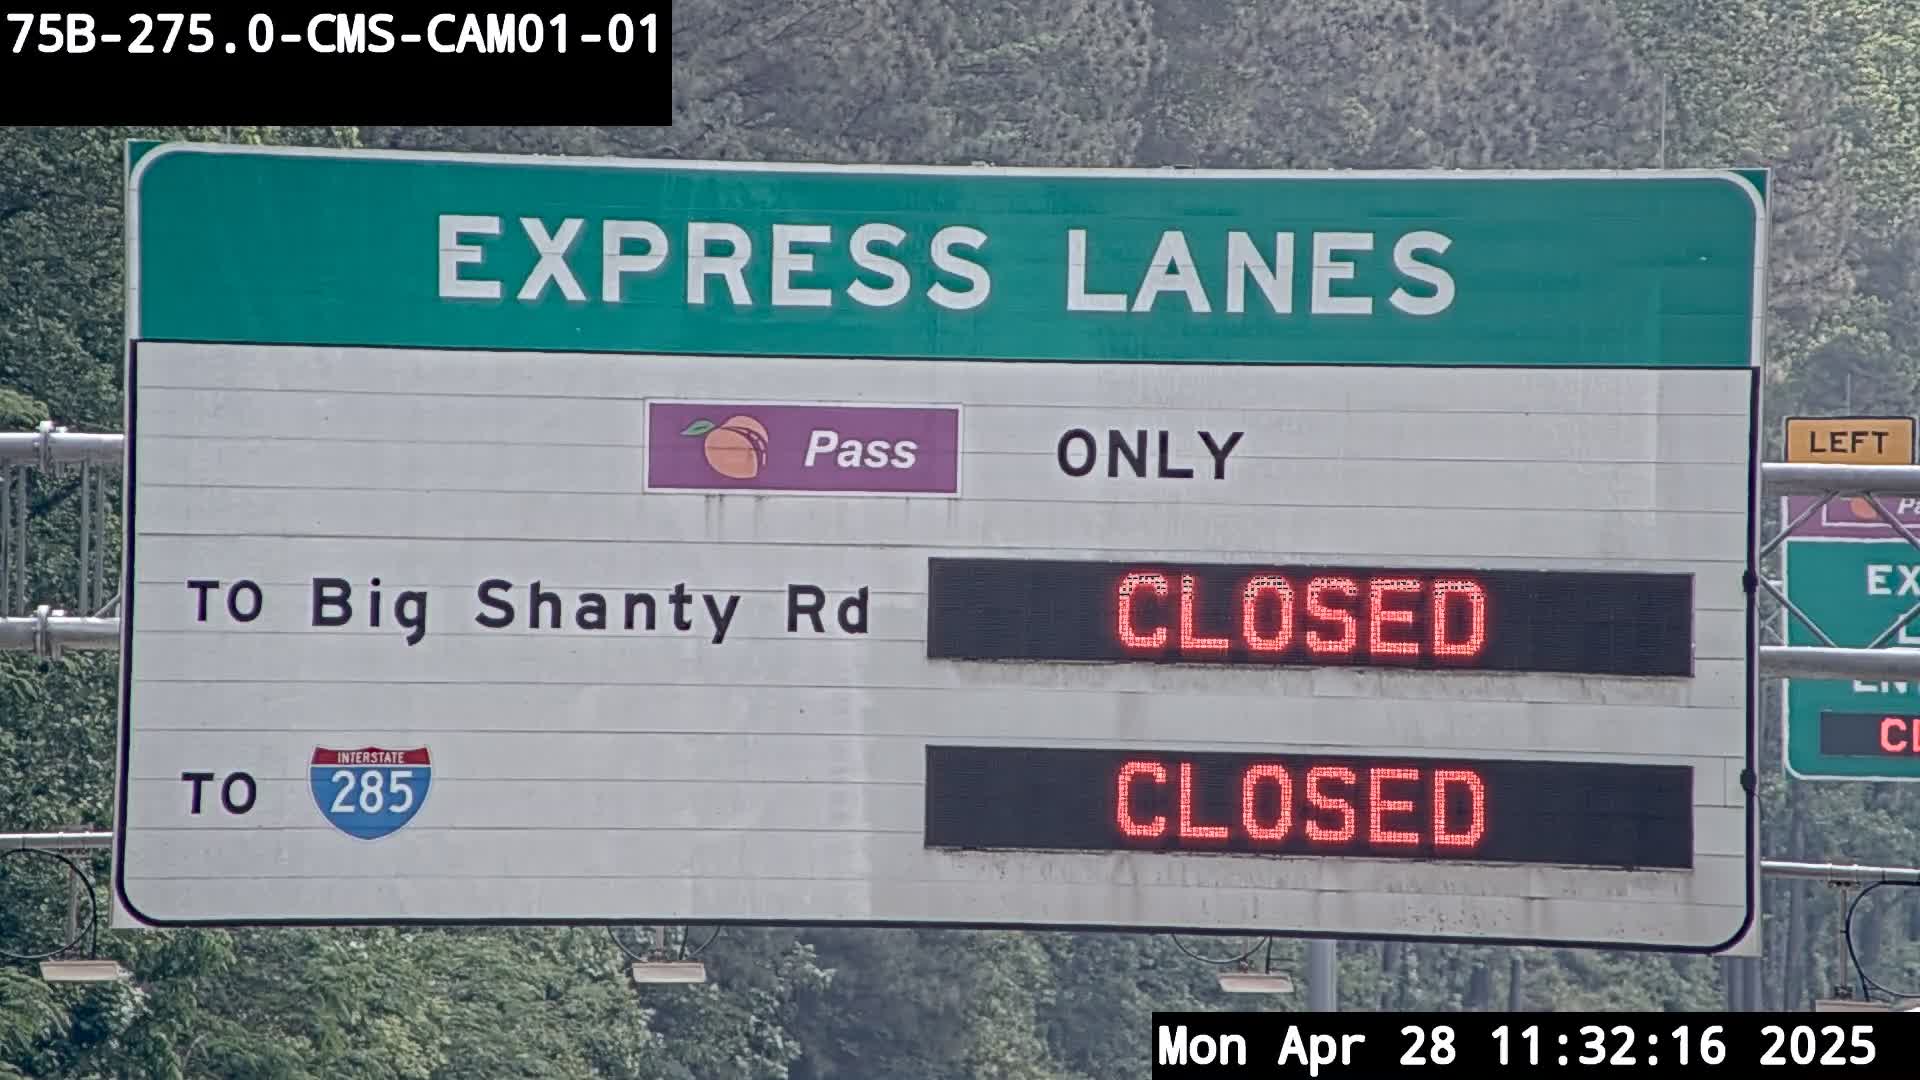 75B-275.0-CMS-CAM01-01
EXPRESS LANES
Pass ONLY
TO Big Shanty Rd CLOSED
TO INTERSTATE 285 CLOSED
LEFT
Mon Apr 28 11:32:16 2025